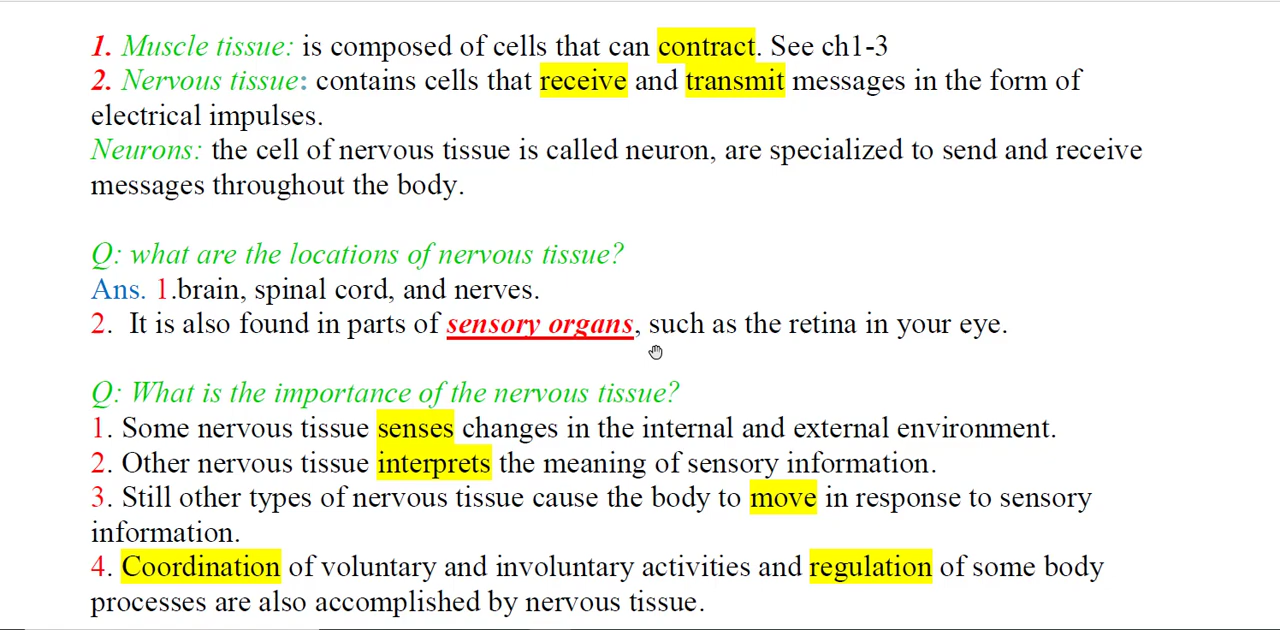 1. Muscle tissue: is composed of cells that can contract. See ch1-3
2. Nervous tissue: contains cells that receive and transmit messages in the form of
electrical impulses.
Neurons: the cell of nervous tissue is called neuron, are specialized to send and receive
messages throughout the body.
Q: what are the locations of nervous tissue?
Ans. 1.brain, spinal cord, and nerves.
2. It is also found in parts of sensory organs, such as the retina in your eye.
Q: What is the importance of the nervous tissue?
1. Some nervous tissue senses changes in the internal and external environment.
2. Other nervous tissue interprets the meaning of sensory information.
3. Still other types of nervous tissue cause the body to move in response to sensory
information.
4. Coordination of voluntary and involuntary activities and regulation of some body
processes are also accomplished by nervous tissue.